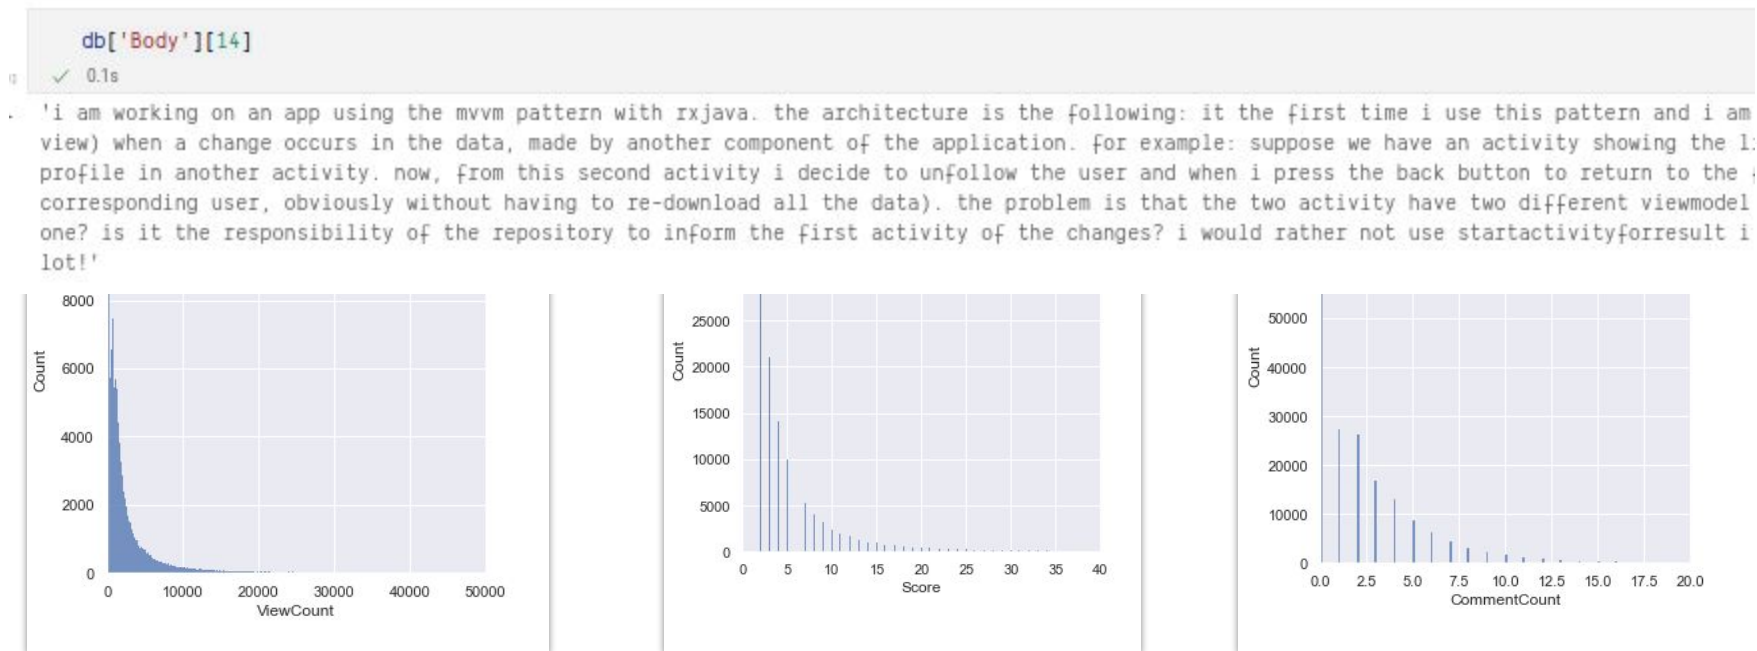 db['Body'][14]
0.1s
'i am working on an app using the mvvm pattern with rxjava. the architecture is the following: it the first time i use this pattern and i am
view) when a change occurs in the data, made by another component of the application. for example: suppose we have an activity showing the
profile in another activity. now, from this second activity i decide to unfollow the user and when i press the back button to return to the
corresponding user, obviously without having to re-download all the data). the problem is that the two activity have two different viewmodel
one? is it the responsibility of the repository to inform the first activity of the changes? i would rather not use startactivityforresult i
lot!'
8000
6000
4000
2000
0
Count
0 10000 20000 30000 40000 50000
ViewCount
25000
20000
15000
10000
5000
0
Count
0 5 10 15 20 25 30 35 40
Score
50000
40000
30000
20000
10000
0
Count
0.0 2.5 5.0 7.5 10.0 12.5 15.0 17.5 20.0
CommentCount